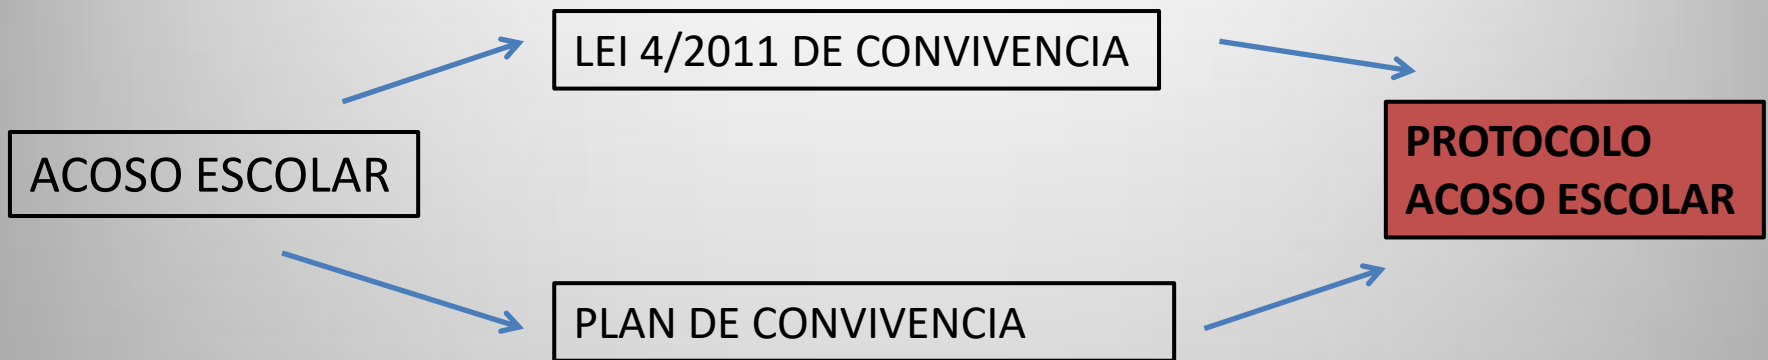 LEI 4/2011 DE CONVIVENCIA
ACOSO ESCOLAR
PROTOCOLO
ACOSO ESCOLAR
PLAN DE CONVIVENCIA